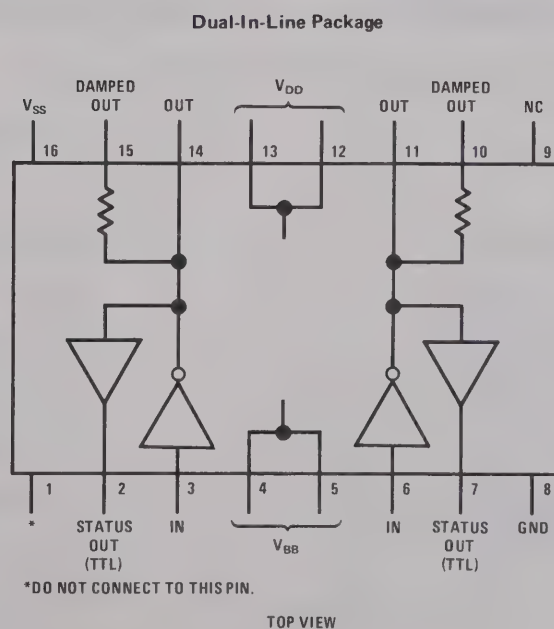 Dual-In-Line Package
VSS
DAMPED
OUT
OUT
VDD
OUT
DAMPED
OUT
NC
16
15
14
13
12
11
10
9
1
2
3
4
5
6
7
8
*
STATUS
OUT
(TTL)
IN
VBB
IN
STATUS
OUT
(TTL)
GND
*DO NOT CONNECT TO THIS PIN.
TOP VIEW